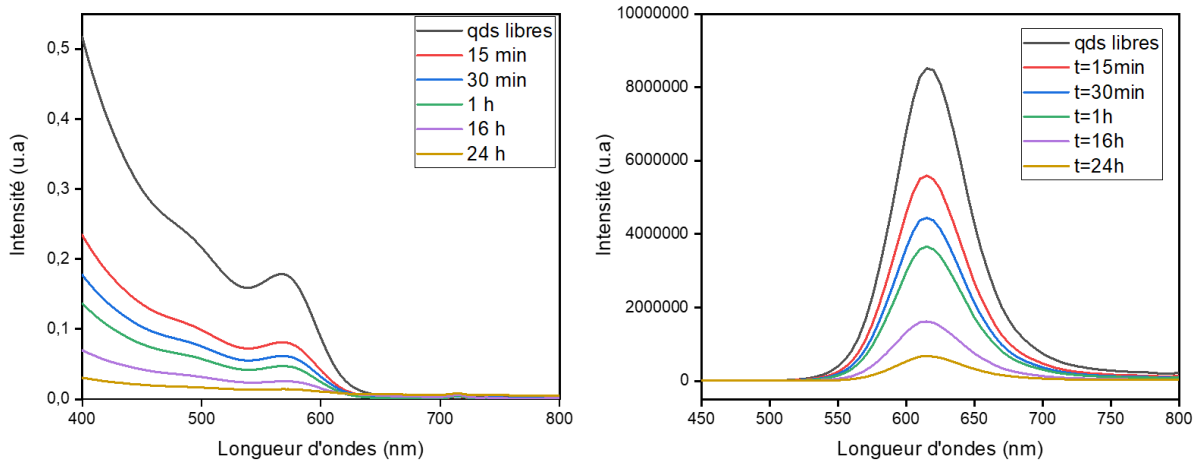 0,5
0,4
0,3
0,2
0,1
0,0
Intensité (u.a)
qds libres
15 min
30 min
1 h
16 h
24 h
400
500
600
700
800
Longueur d'ondes (nm)
10000000
8000000
6000000
4000000
2000000
0
Intensité (u.a)
qds libres
t=15min
t=30min
t=1h
t=16h
t=24h
450
500
550
600
650
700
750
800
Longueur d'ondes (nm)